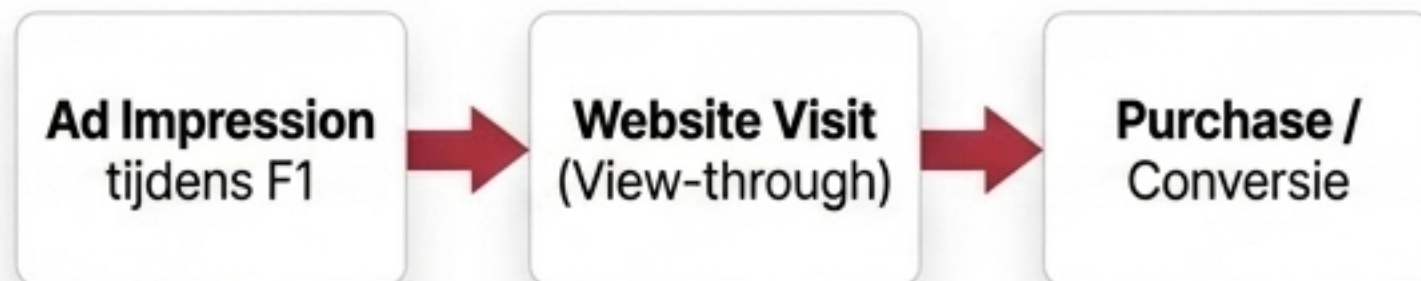 Ad Impression
tijdens F1
Website Visit
(View-through)
Purchase /
Conversie